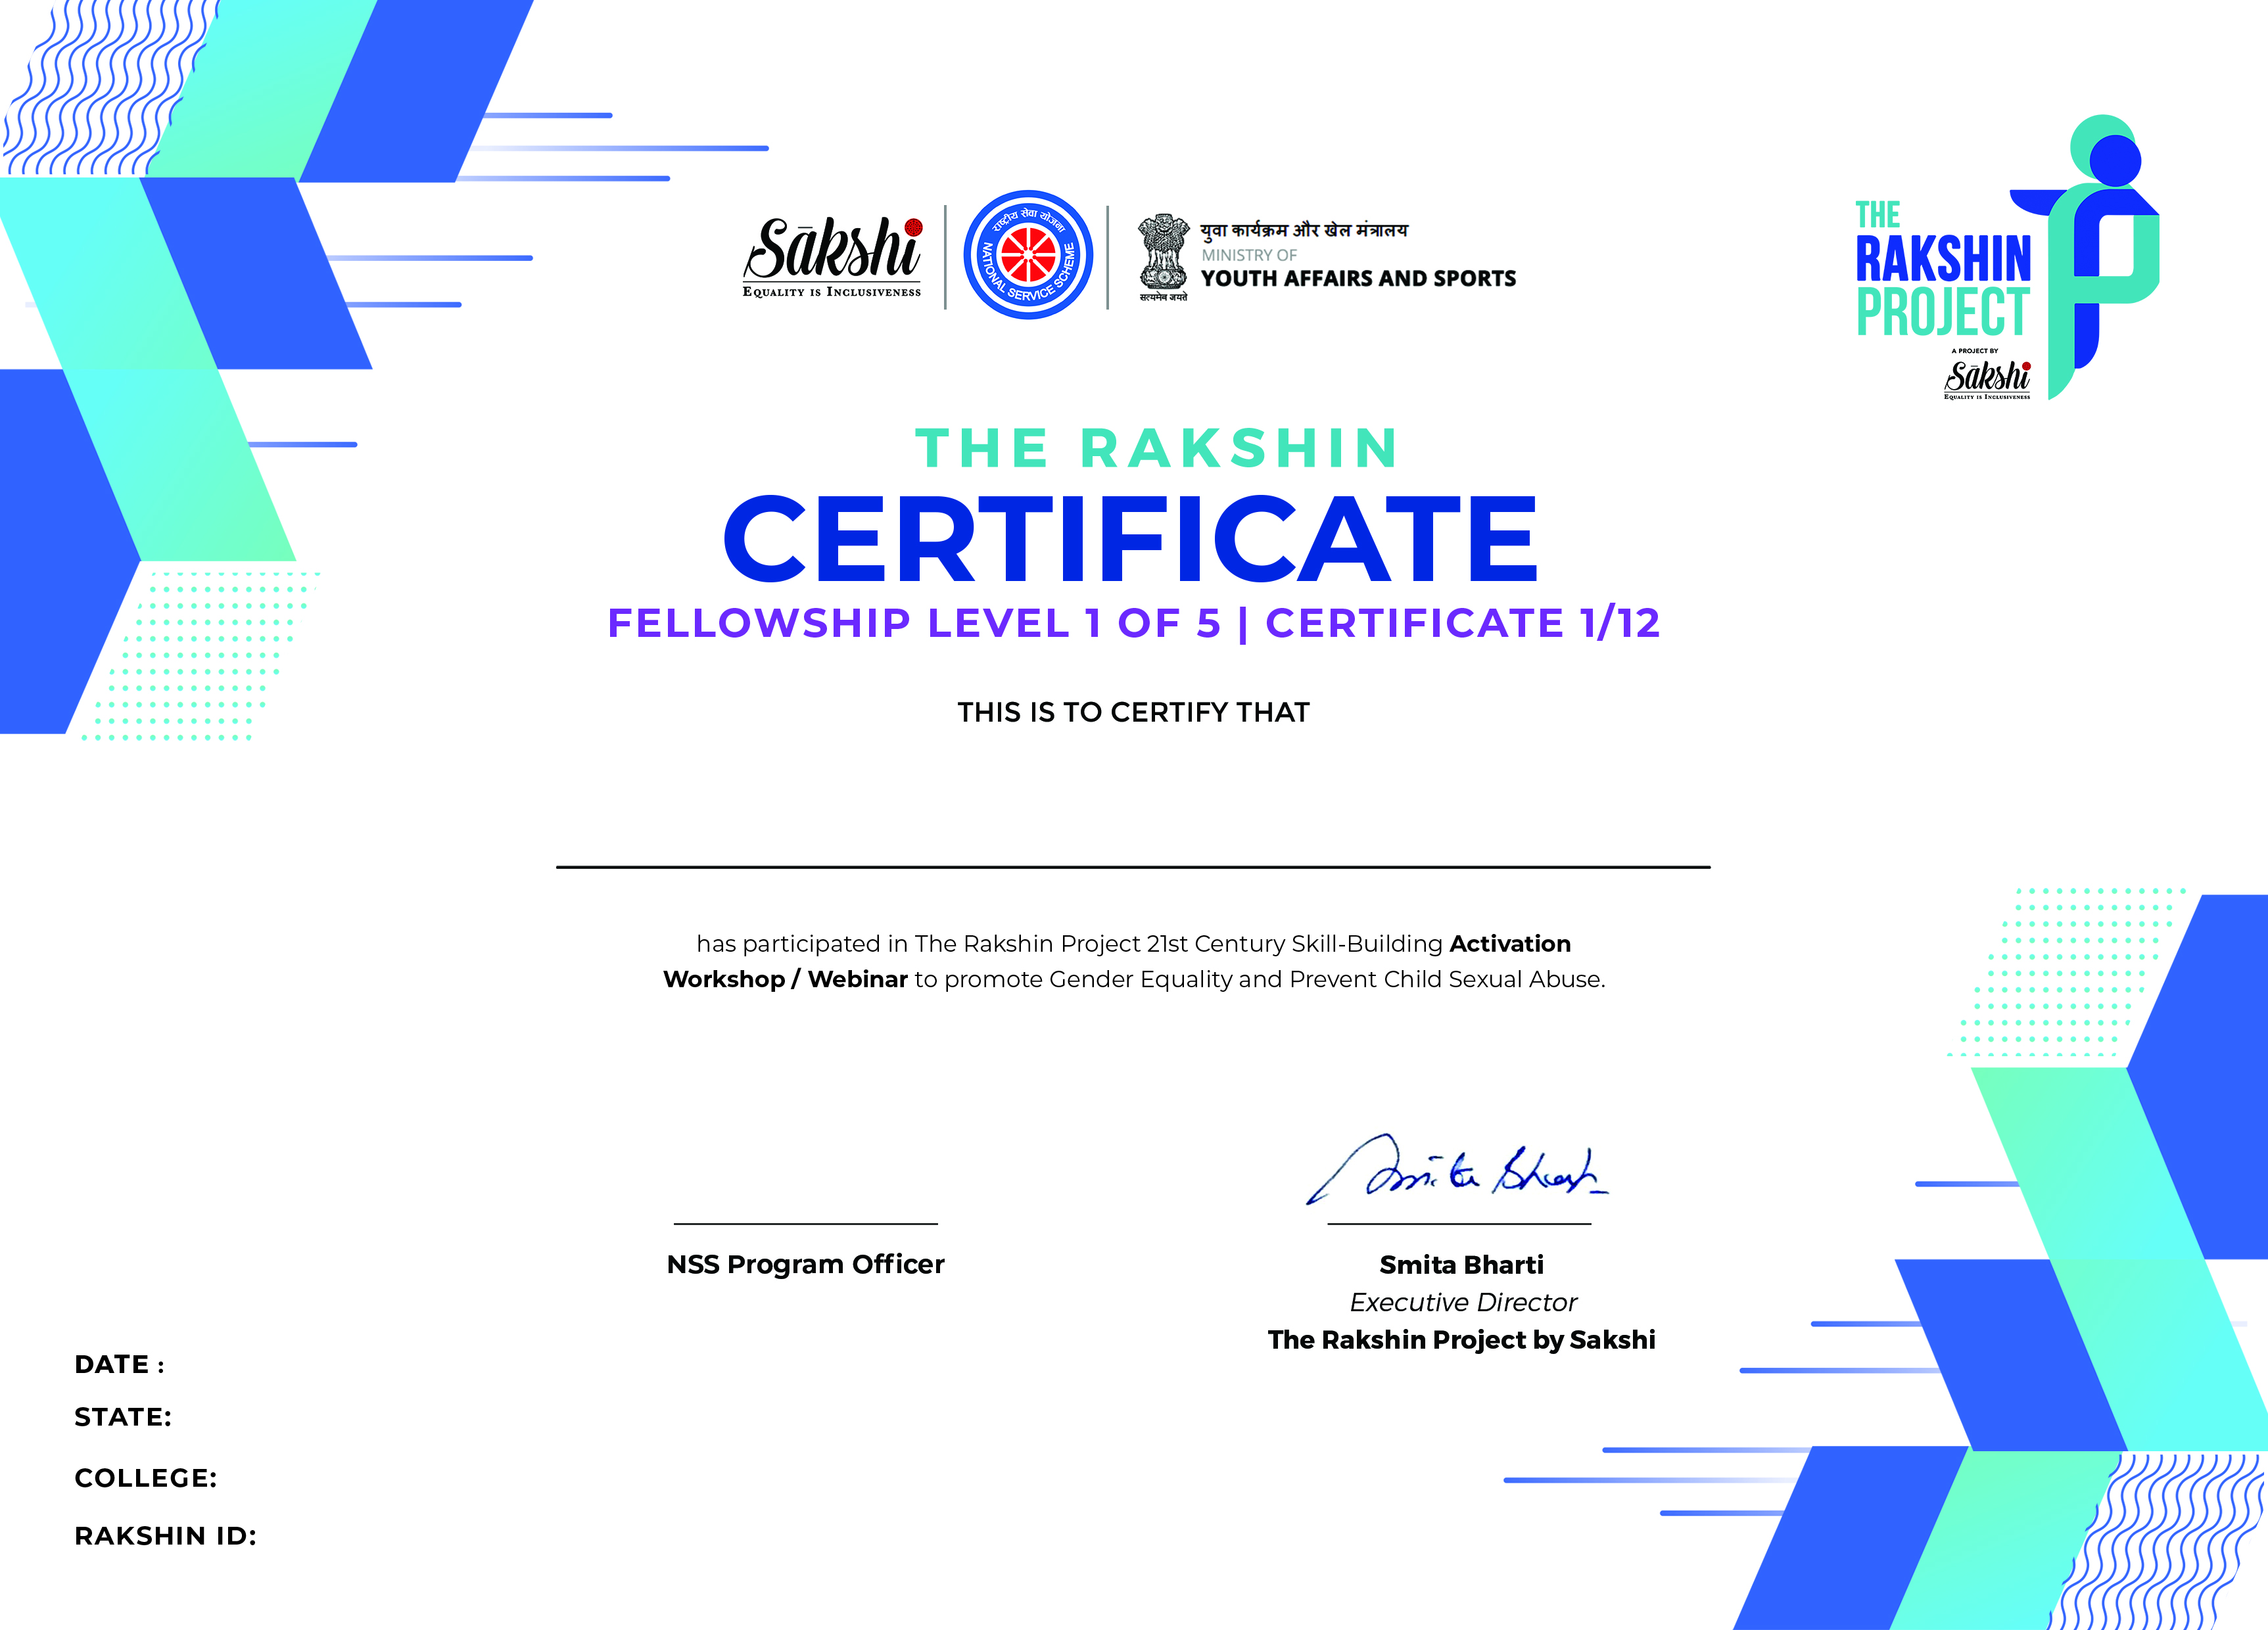 Sākshi
EQUALITY IS INCLUSIVENESS
राष्ट्रीय सेवा योजना
NATIONAL SERVICE SCHEME
सत्यमेव जयते
युवा कार्यक्रम और खेल मंत्रालय
MINISTRY OF
YOUTH AFFAIRS AND SPORTS
THE
RAKSHIN
PROJECT
A PROJECT BY
Sākshi
EQUALITY IS INCLUSIVENESS
THE RAKSHIN
CERTIFICATE
FELLOWSHIP LEVEL 1 OF 5 | CERTIFICATE 1/12
THIS IS TO CERTIFY THAT
has participated in The Rakshin Project 21st Century Skill-Building Activation
Workshop / Webinar to promote Gender Equality and Prevent Child Sexual Abuse.
Smita Bharti
NSS Program Officer
Smita Bharti
Executive Director
The Rakshin Project by Sakshi
DATE :
STATE:
COLLEGE:
RAKSHIN ID: